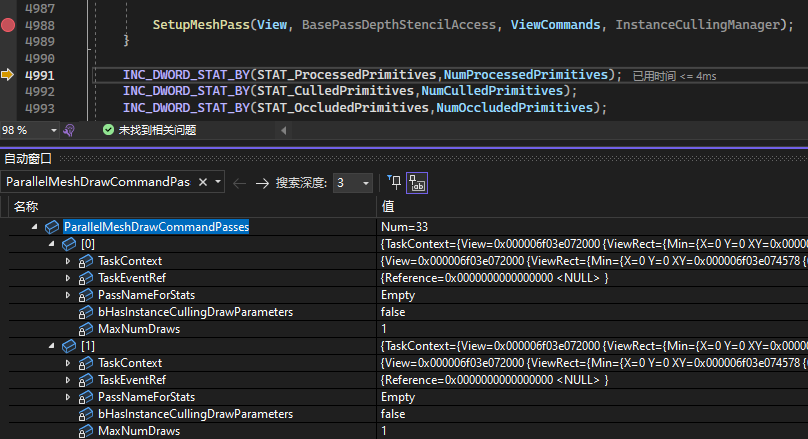 4987
4988 SetupMeshPass(View, BasePassDepthStencilAccess, ViewCommands, InstanceCullingManager);
4989 }
4990
4991 INC_DWORD_STAT_BY(STAT_ProcessedPrimitives,NumProcessedPrimitives); 已用时间 <= 4ms
4992 INC_DWORD_STAT_BY(STAT_CulledPrimitives,NumCulledPrimitives);
4993 INC_DWORD_STAT_BY(STAT_OccludedPrimitives,NumOccludedPrimitives);
98 % 未找到相关问题
自动窗口
ParallelMeshDrawCommandPas 搜索深度: 3
名称 值
ParallelMeshDrawCommandPasses Num=33
[0] {TaskContext={View=0x000006f03e072000 {ViewRect={Min={X=0 Y=0 XY=0x0000
TaskContext {View=0x000006f03e072000 {ViewRect={Min={X=0 Y=0 XY=0x000006f03e074578 {
TaskEventRef {Reference=0x0000000000000000 <NULL> }
PassNameForStats Empty
bHasInstanceCullingDrawParameters false
MaxNumDraws 1
[1] {TaskContext={View=0x000006f03e072000 {ViewRect={Min={X=0 Y=0 XY=0x0000
TaskContext {View=0x000006f03e072000 {ViewRect={Min={X=0 Y=0 XY=0x000006f03e074578 {
TaskEventRef {Reference=0x0000000000000000 <NULL> }
PassNameForStats Empty
bHasInstanceCullingDrawParameters false
MaxNumDraws 1